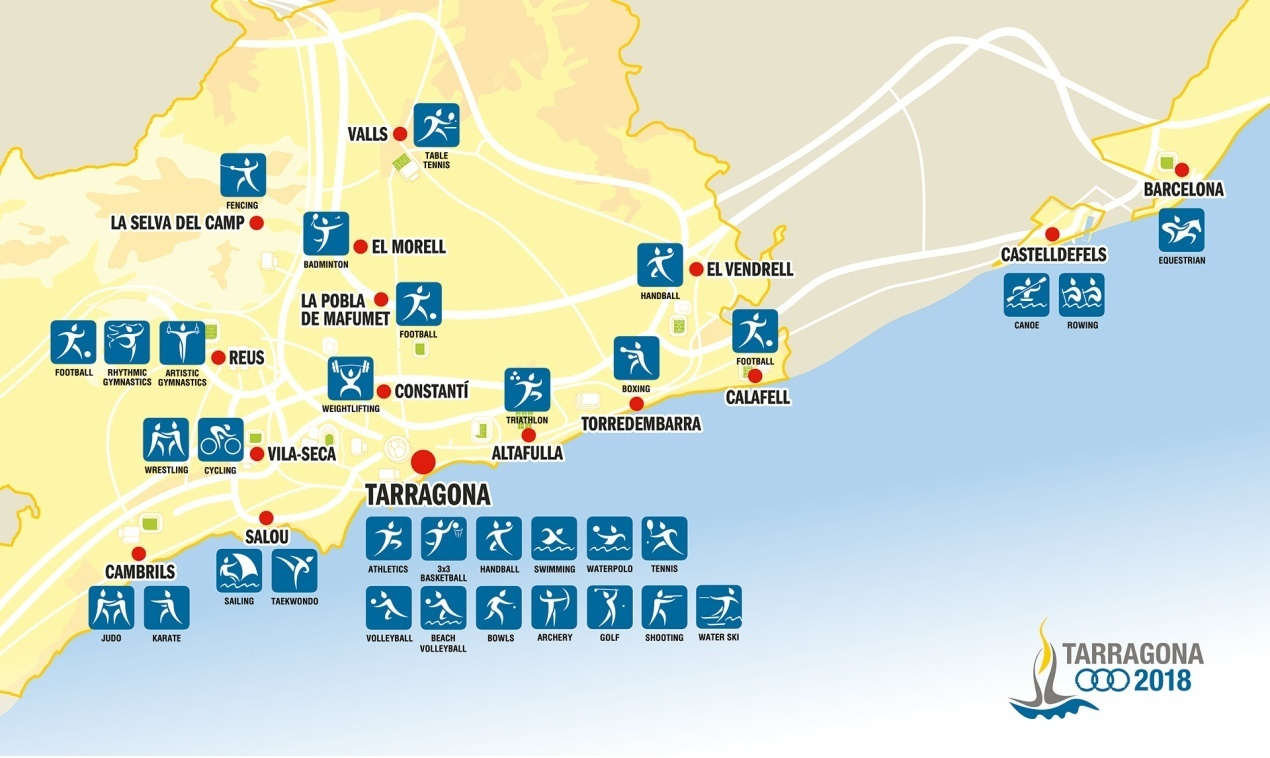 VALLS
TABLE
TENNIS
FENCING
LA SELVA DEL CAMP
BADMINTON
EL MORELL
LA POBLA
DE MAFUMET
FOOTBALL
HANDBALL
EL VENDRELL
BARCELONA
EQUESTRIAN
CASTELLDEFELS
CANOE
ROWING
FOOTBALL
RHYTHMIC
GYMNASTICS
ARTISTIC
GYMNASTICS
REUS
WEIGHTLIFTING
CONSTANTÍ
TRIATHLON
ALTAFULLA
BOXING
TORREDEMBARRA
FOOTBALL
CALAFELL
WRESTLING
CYCLING
VILA-SECA
TARRAGONA
ATHLETICS
3x3
BASKETBALL
HANDBALL
SWIMMING
WATERPOLO
TENNIS
VOLLEYBALL
BEACH
VOLLEYBALL
BOWLS
ARCHERY
GOLF
SHOOTING
WATER SKI
SALOU
SAILING
TAEKWONDO
CAMBRILS
JUDO
KARATE
TARRAGONA
2018